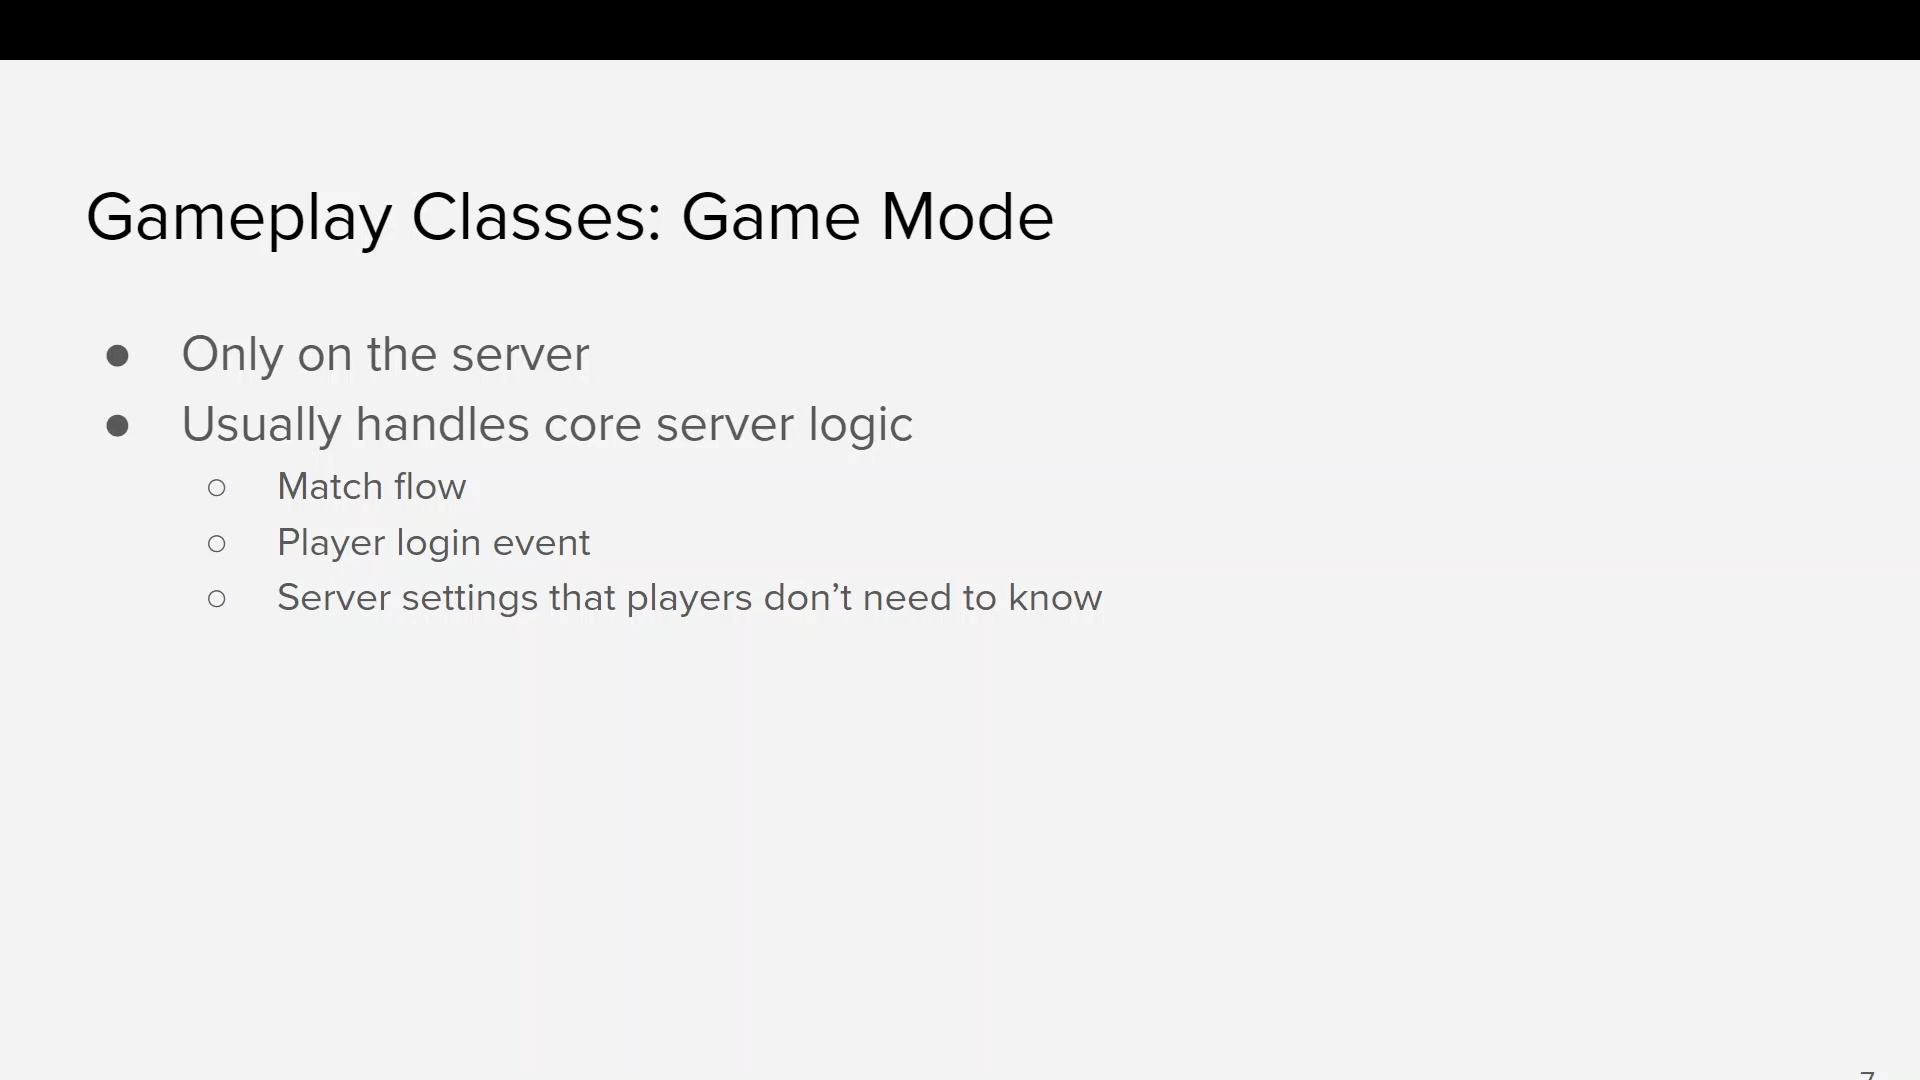 Gameplay Classes: Game Mode
● Only on the server
● Usually handles core server logic
○ Match flow
○ Player login event
○ Server settings that players don’t need to know
7